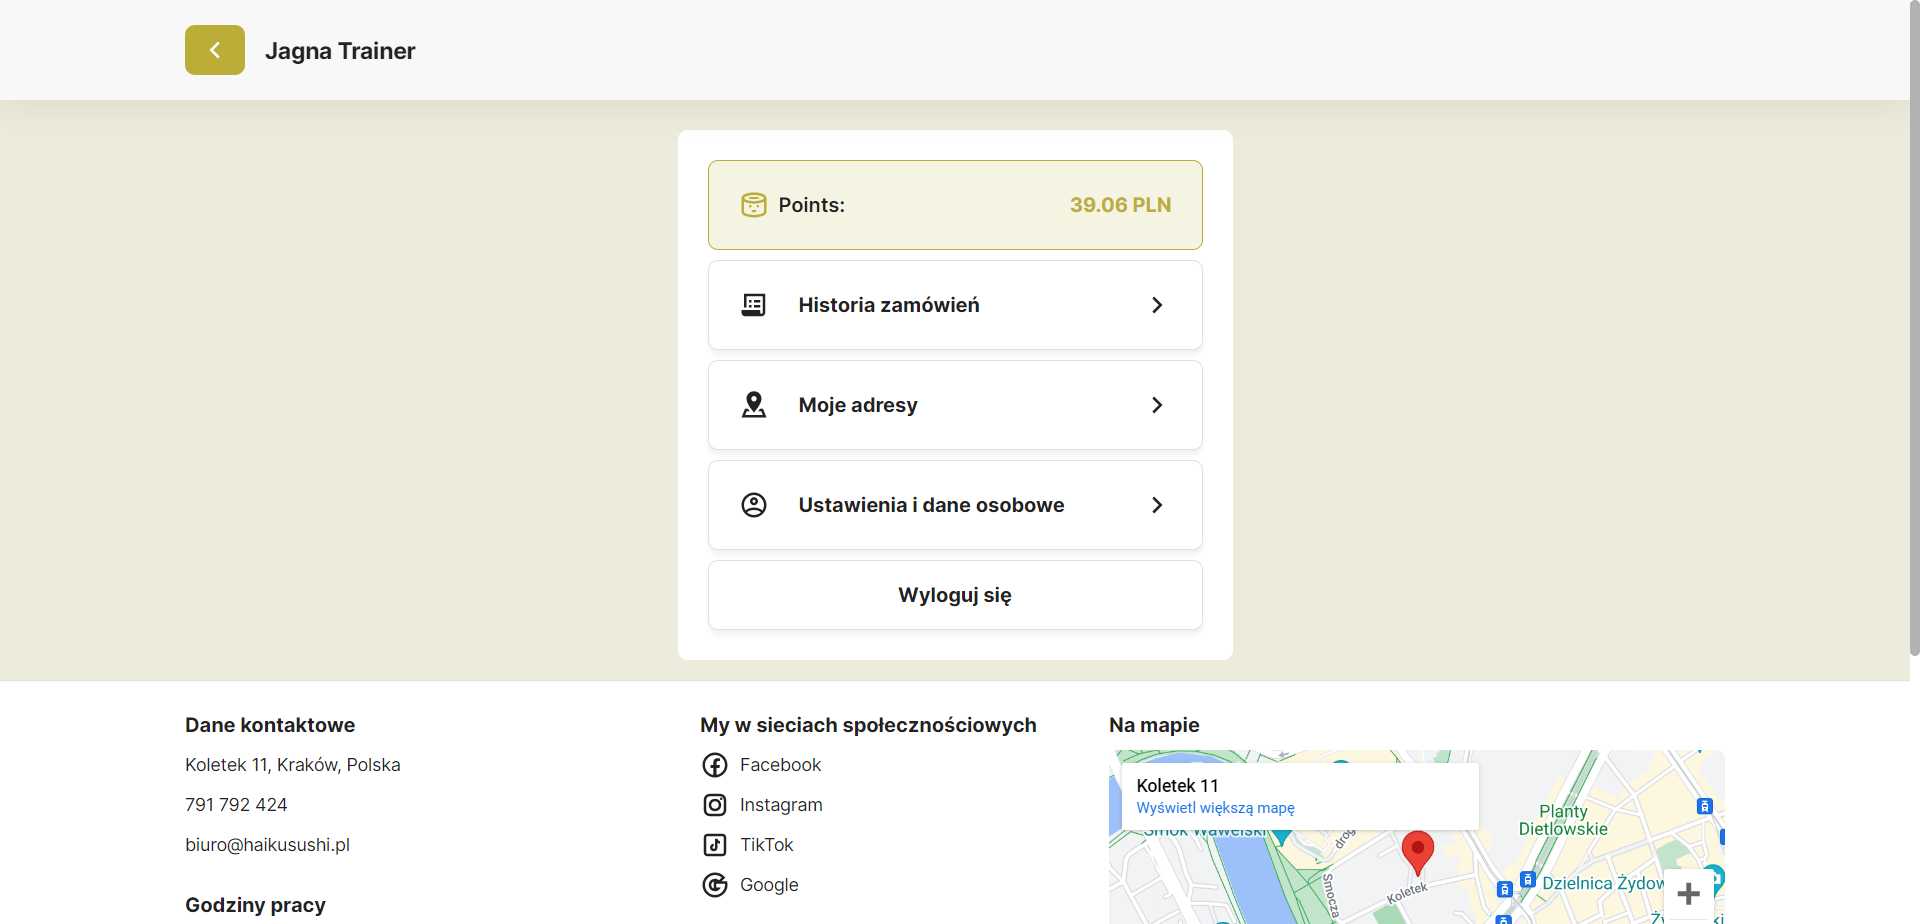 Jagna Trainer
Points: 39.06 PLN
Historia zamówień
Moje adresy
Ustawienia i dane osobowe
Wyloguj się
Dane kontaktowe
Koletek 11, Kraków, Polska
791 792 424
biuro@haikusushi.pl
Godziny pracy
My w sieciach społecznościowych
Facebook
Instagram
TikTok
Google
Na mapie
Koletek 11
Wyświetl większą mapę
Smok Wawelski
Planty
Dietlowskie
Koletek
Smocza